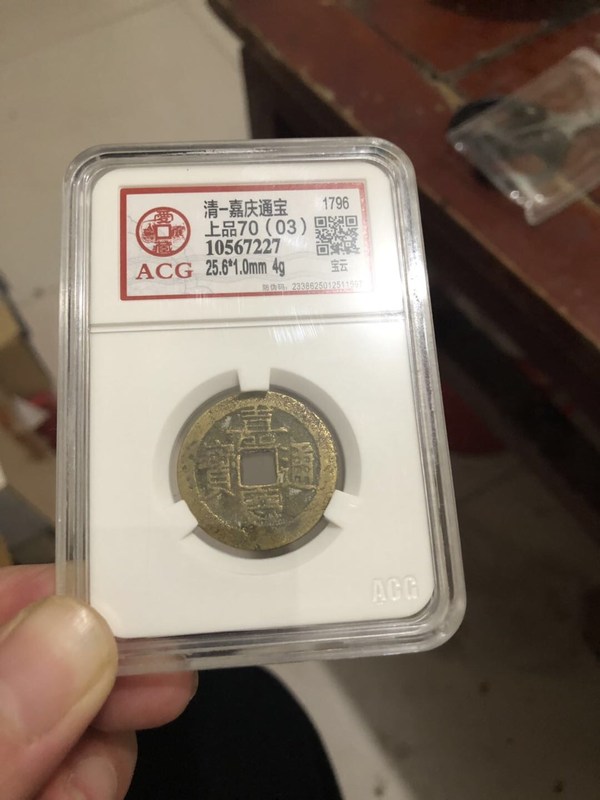 清一嘉庆通宝
1796
上品70(03)
10567227
25.6*1.0mm 4g
宝云
ACG
嘉
寶 通
慶
ACG